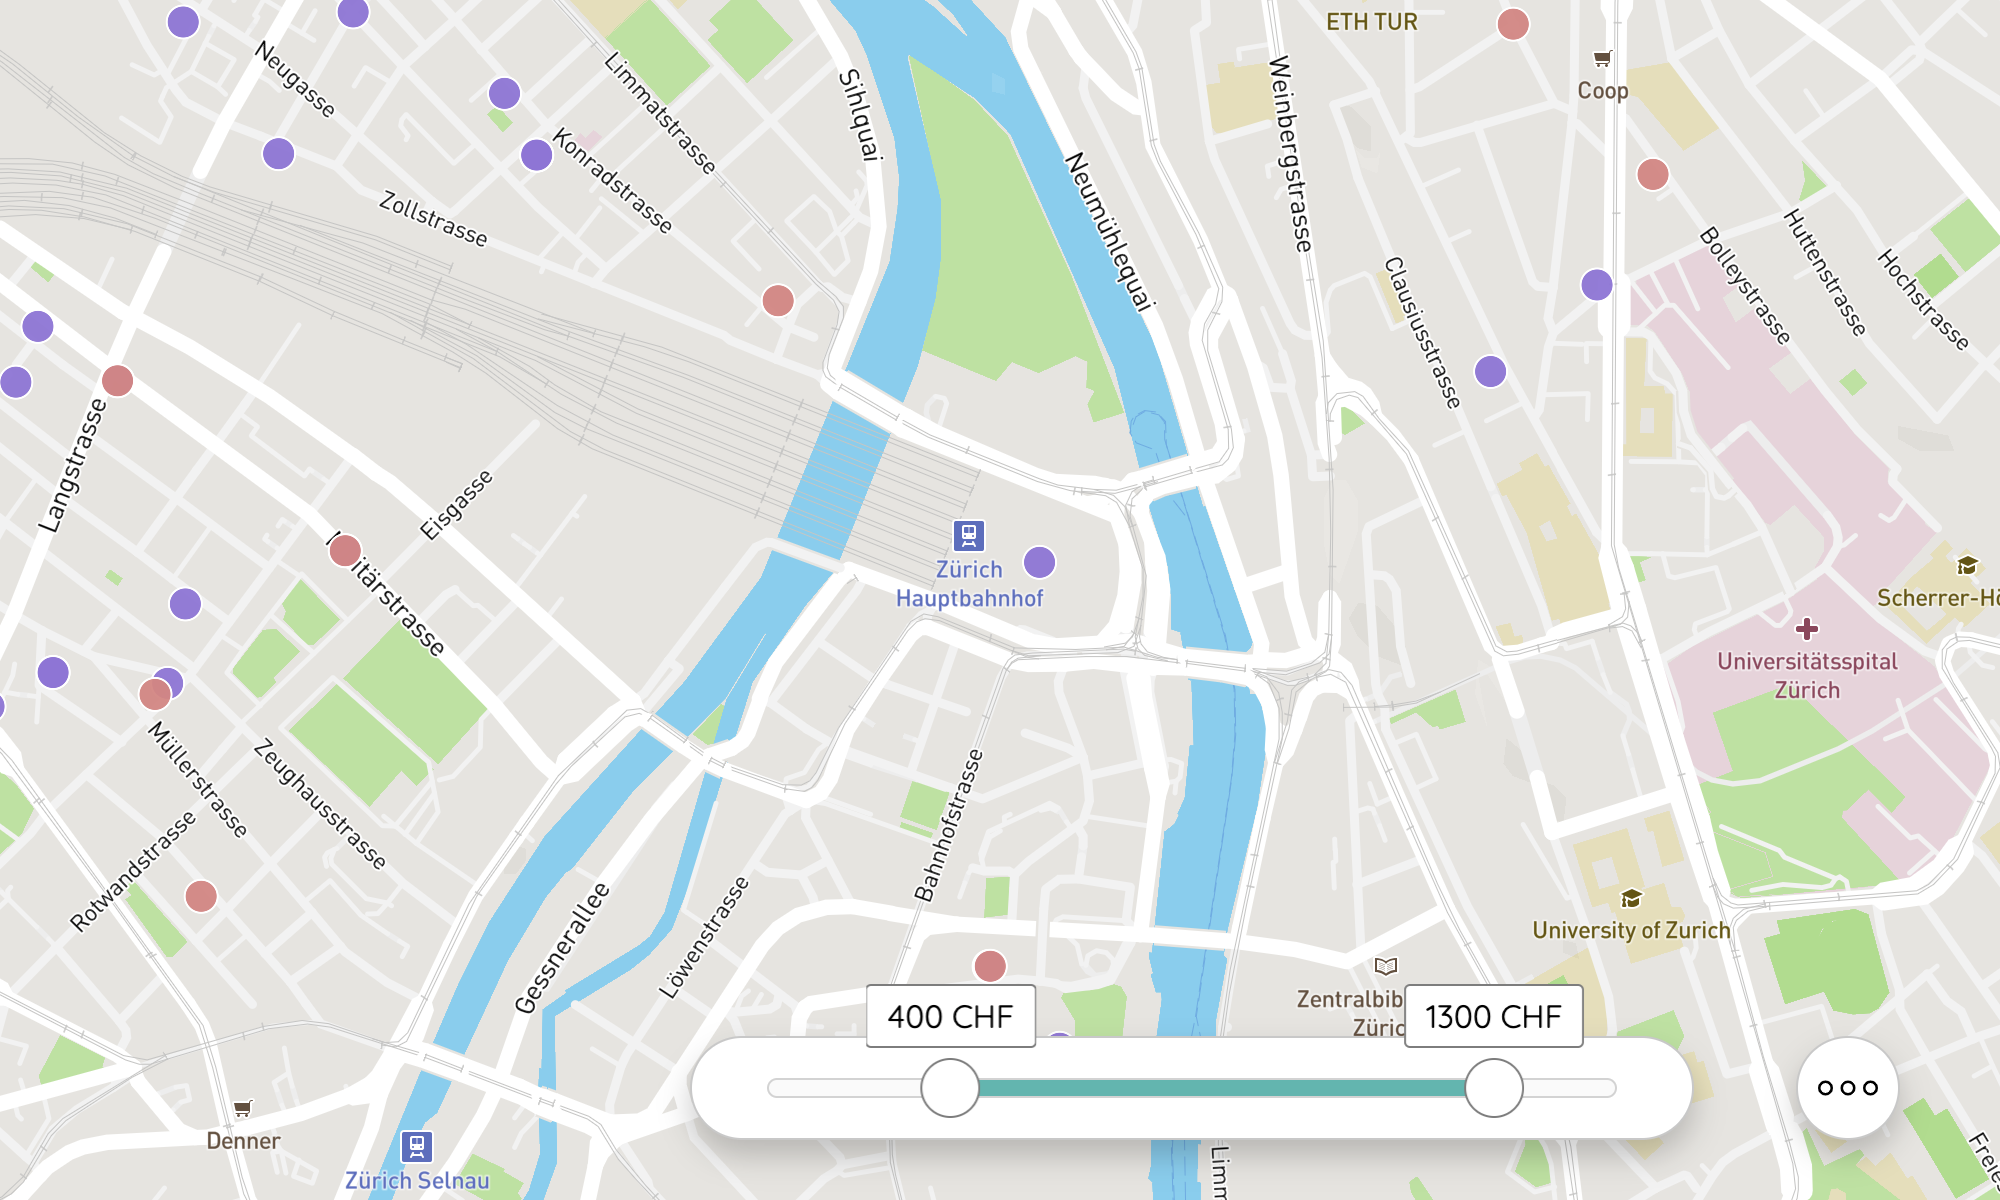 ETH TUR
Neugasse
Limmatstrasse
Sihlquai
Weinbergstrasse
Coop
Konradstrasse
Zollstrasse
Neumühlequai
Clausiusstrasse
Bolleystrasse
Huttenstrasse
Hochstrasse
Langstrasse
Eisgasse
Zürich
Hauptbahnhof
Scherrer-Hö
Universitätsspital
Zürich
Müllerstrasse
Zeughausstrasse
Rotwandstrasse
Bahnhofstrasse
Gessnerallee
Löwenstrasse
University of Zurich
Zentralbib
Züric
400 CHF
1300 CHF
Denner
Zürich Selnau
Limm
Freies